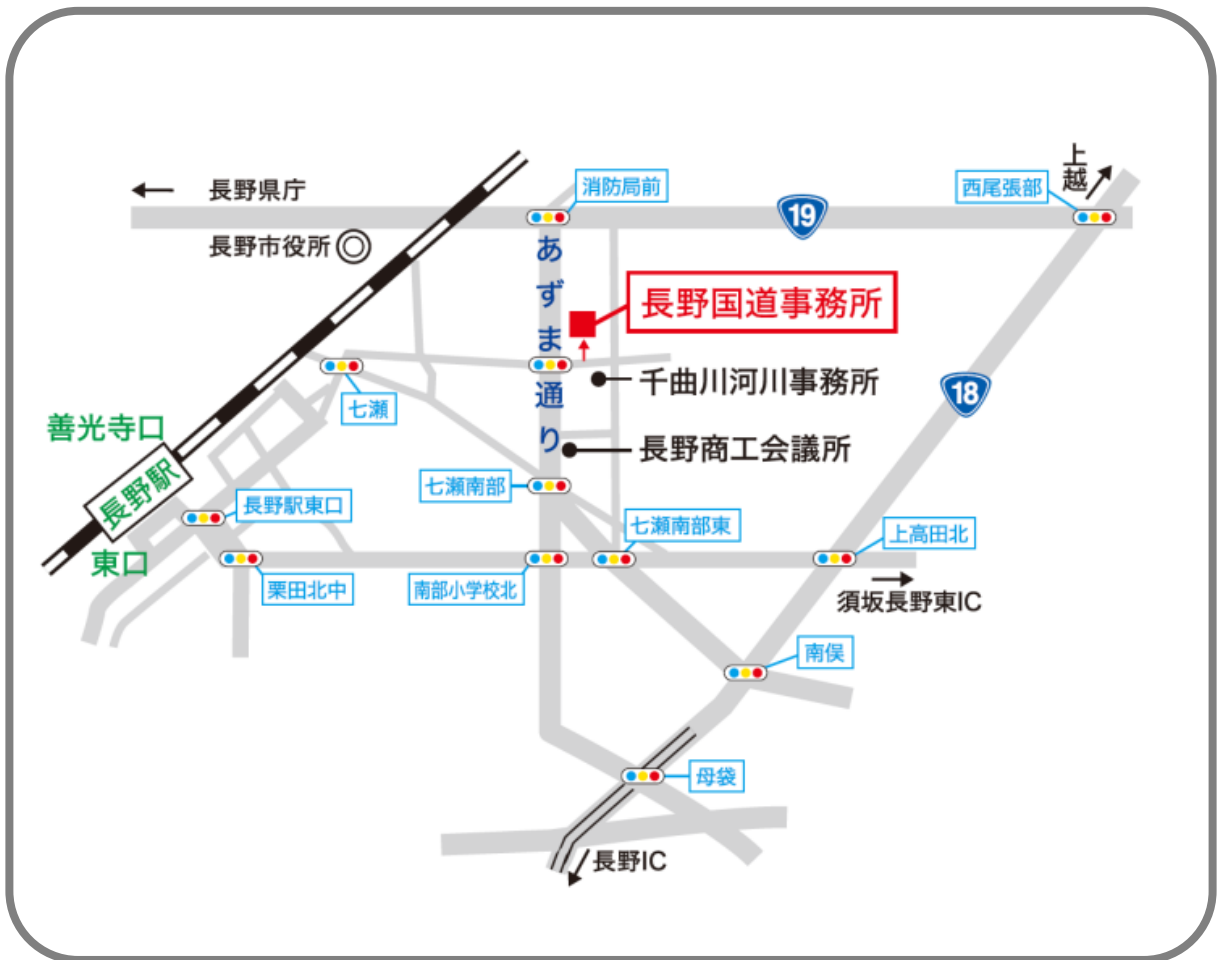 上越
消防局前
西尾張部
長野県庁
19
長野市役所
あずま通り
長野国道事務所
千曲川河川事務所
18
七瀬
善光寺口
長野商工会議所
長野駅
七瀬南部
長野駅東口
七瀬南部東
上高田北
東口
栗田北中
南部小学校北
須坂長野東IC
南俣
母袋
長野IC